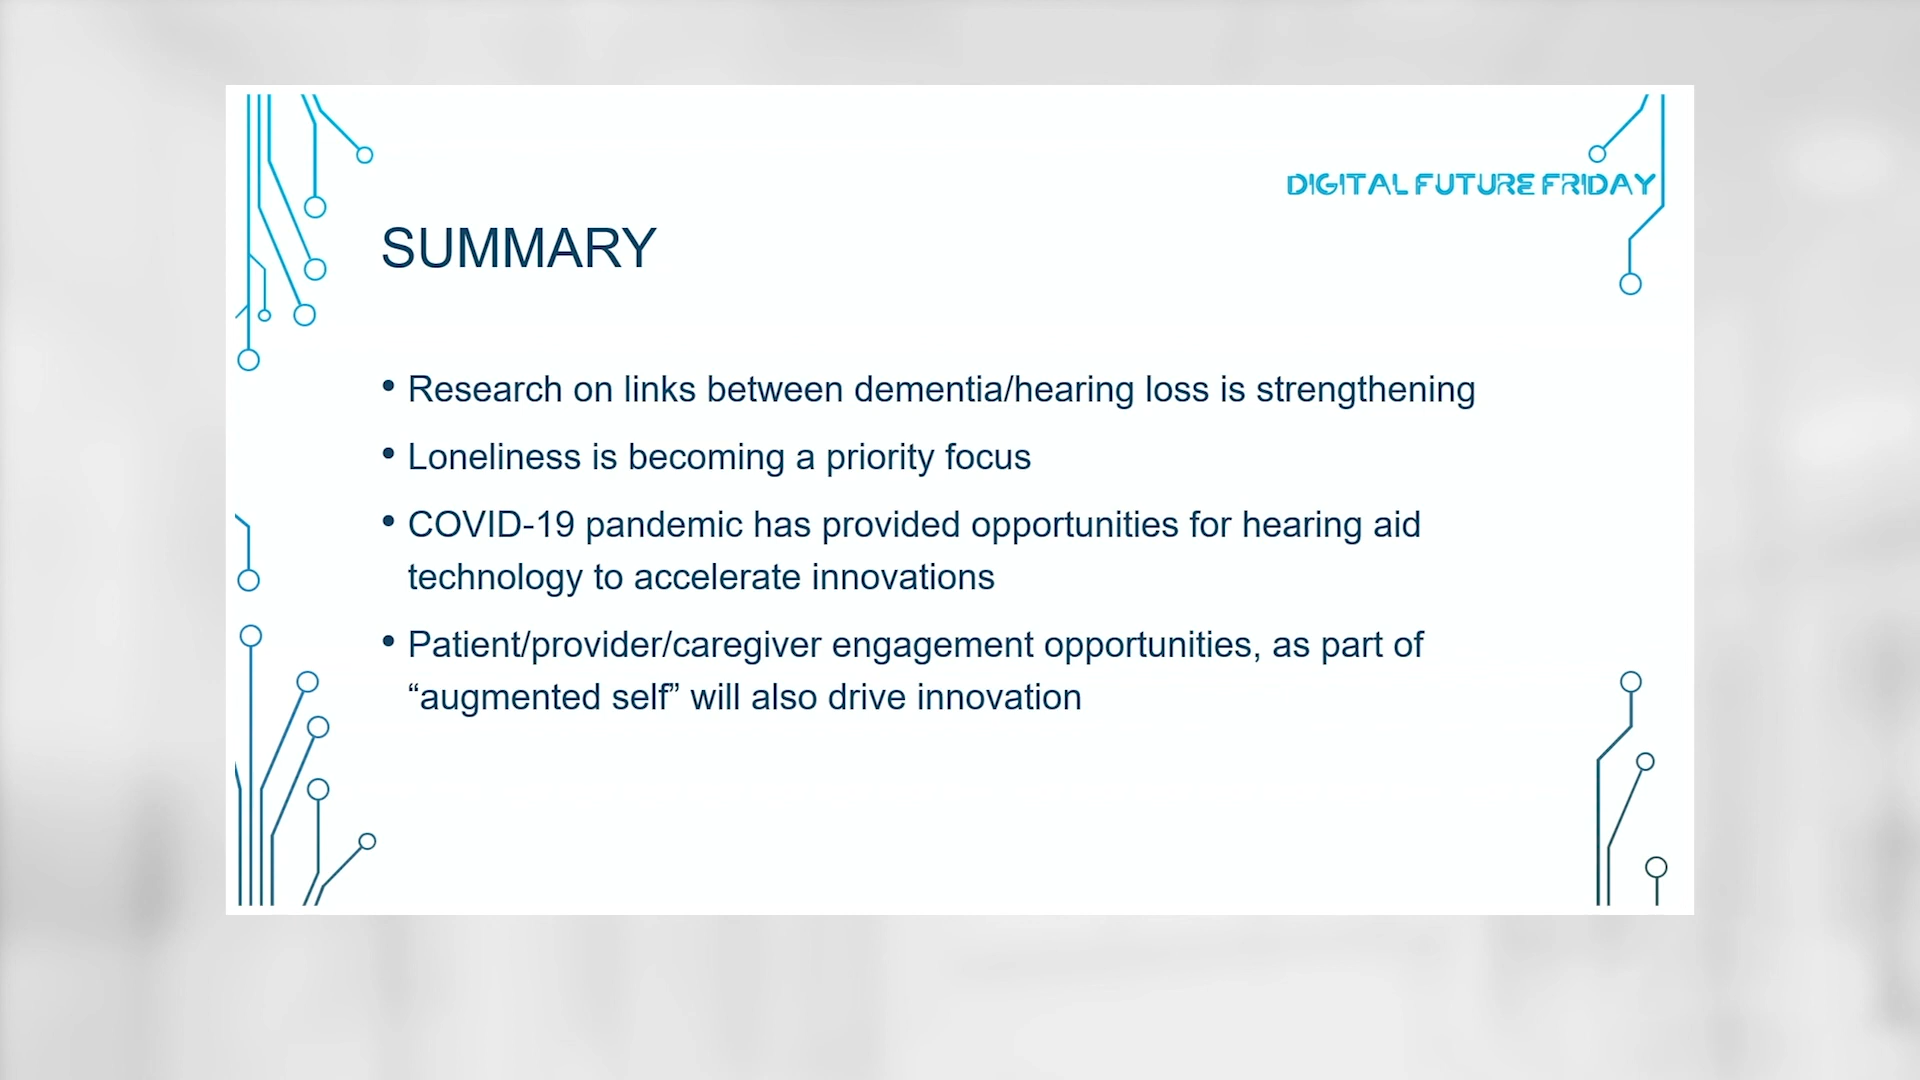 DIGITAL FUTURE FRIDAY
SUMMARY
• Research on links between dementia/hearing loss is strengthening
• Loneliness is becoming a priority focus
• COVID-19 pandemic has provided opportunities for hearing aid
technology to accelerate innovations
• Patient/provider/caregiver engagement opportunities, as part of
“augmented self” will also drive innovation